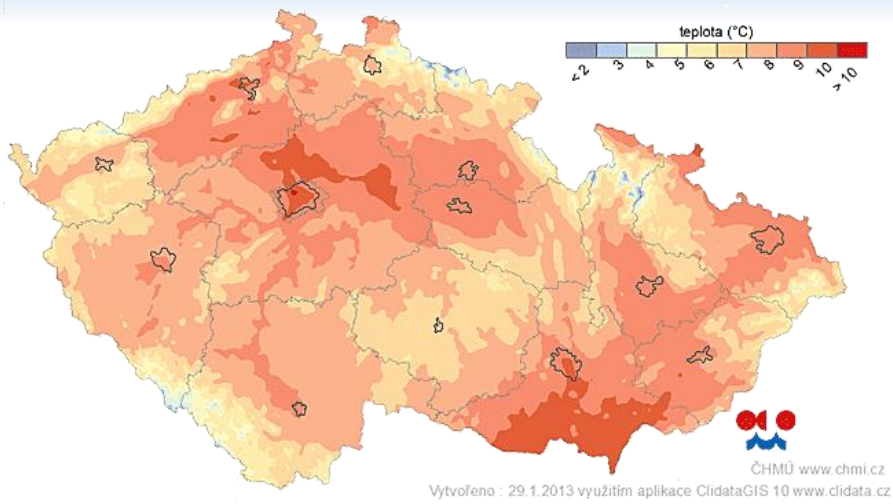 teplota (°C)
< 2 3 4 5 6 7 8 9 10 > 10
ČHMÚ www.chmi.cz
Vytvořeno : 29.1.2013 využitím aplikace ClidataGIS 10 www.clidata.cz